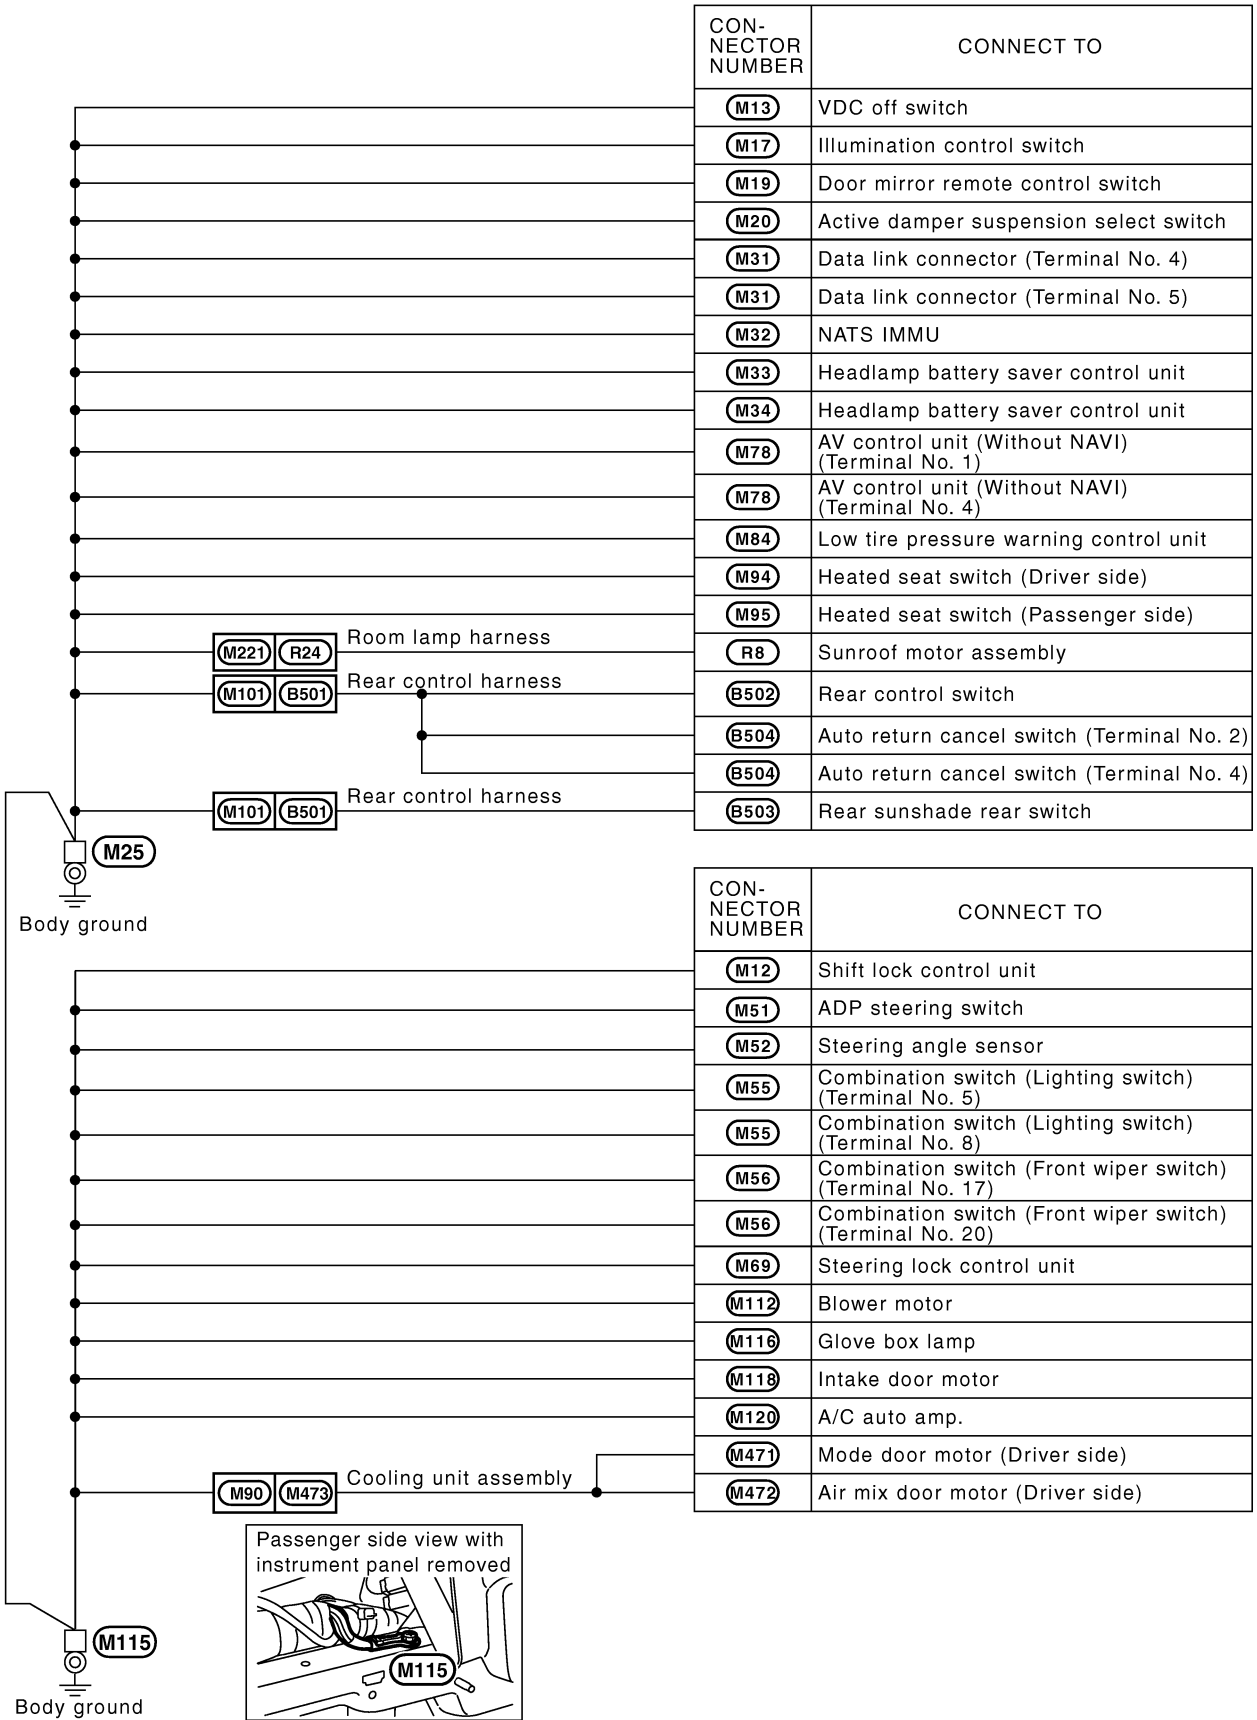 CON-
NECTOR
NUMBER
CONNECT TO
M13 VDC off switch
M17 Illumination control switch
M19 Door mirror remote control switch
M20 Active damper suspension select switch
M31 Data link connector (Terminal No. 4)
M31 Data link connector (Terminal No. 5)
M32 NATS IMMU
M33 Headlamp battery saver control unit
M34 Headlamp battery saver control unit
M78 AV control unit (Without NAVI)
(Terminal No. 1)
M78 AV control unit (Without NAVI)
(Terminal No. 4)
M84 Low tire pressure warning control unit
M94 Heated seat switch (Driver side)
M95 Heated seat switch (Passenger side)
M221 R24 Room lamp harness R8 Sunroof motor assembly
M101 B501 Rear control harness B502 Rear control switch
B504 Auto return cancel switch (Terminal No. 2)
B504 Auto return cancel switch (Terminal No. 4)
M101 B501 Rear control harness B503 Rear sunshade rear switch
M25
Body ground
CON-
NECTOR
NUMBER
CONNECT TO
M12 Shift lock control unit
M51 ADP steering switch
M52 Steering angle sensor
M55 Combination switch (Lighting switch)
(Terminal No. 5)
M55 Combination switch (Lighting switch)
(Terminal No. 8)
M56 Combination switch (Front wiper switch)
(Terminal No. 17)
M56 Combination switch (Front wiper switch)
(Terminal No. 20)
M69 Steering lock control unit
M112 Blower motor
M116 Glove box lamp
M118 Intake door motor
M120 A/C auto amp.
M471 Mode door motor (Driver side)
M90 M473 Cooling unit assembly M472 Air mix door motor (Driver side)
Passenger side view with
instrument panel removed
M115
M115
Body ground